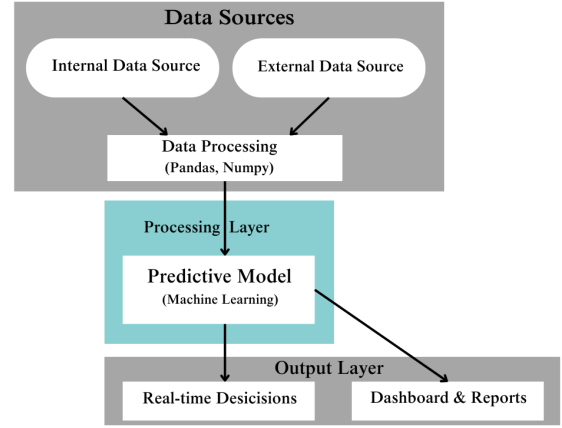 Data Sources
Internal Data Source
External Data Source
Data Processing
(Pandas, Numpy)
Processing Layer
Predictive Model
(Machine Learning)
Output Layer
Real-time Desicisions
Dashboard & Reports